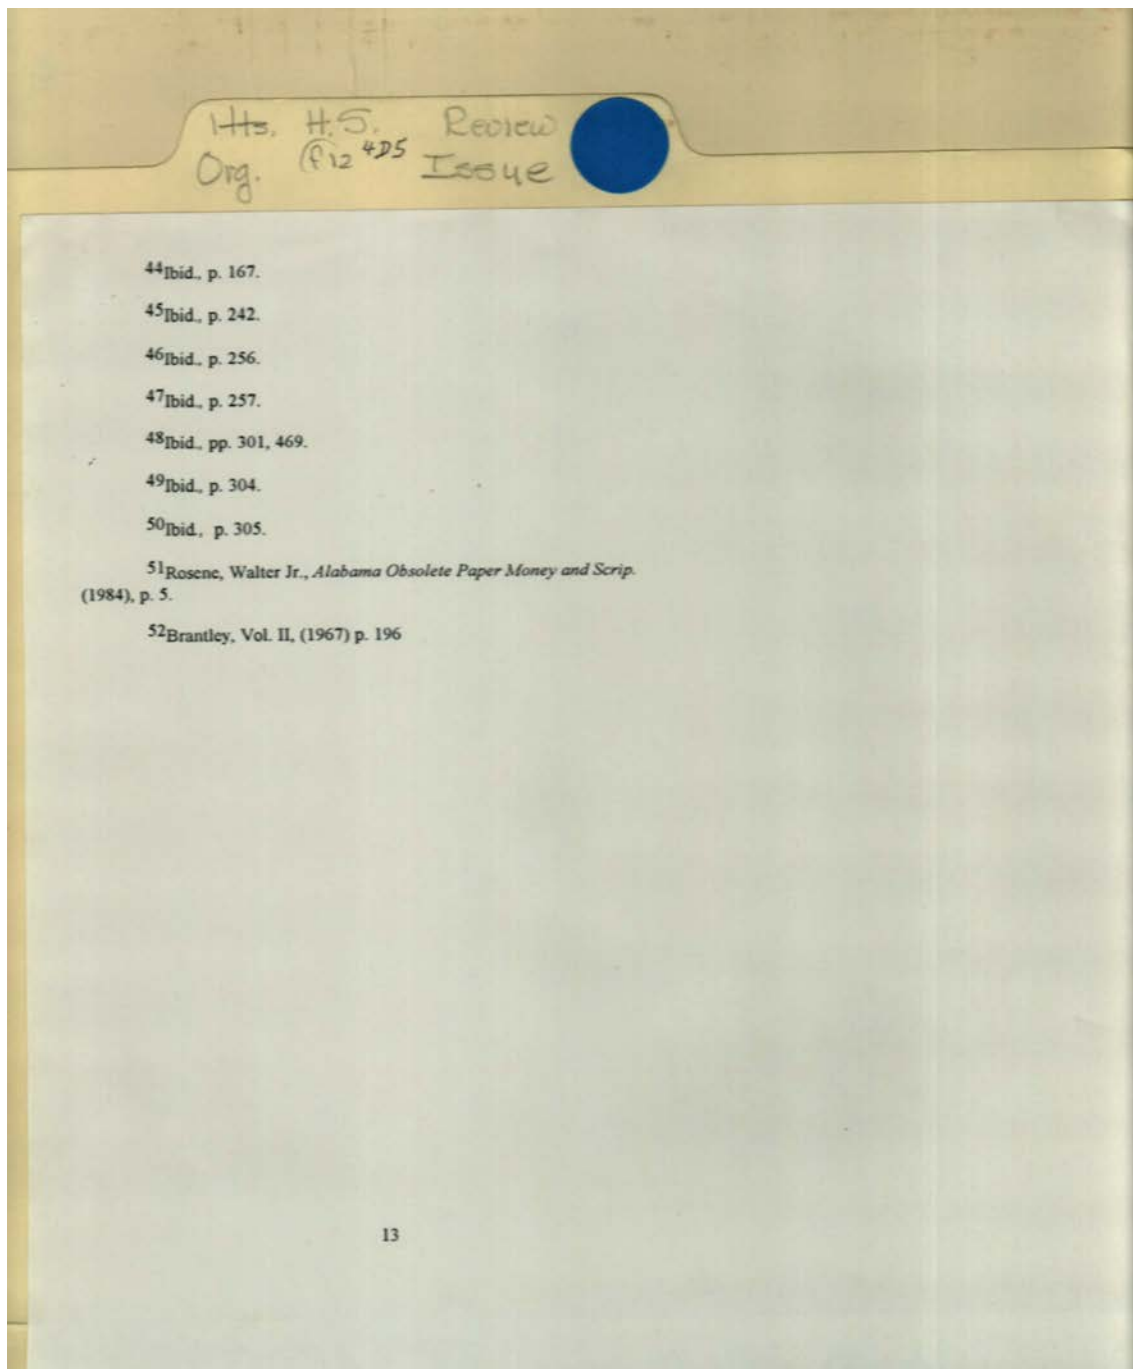 Hts. H.S. Review
Org. f12 4D5 Issue
44Ibid., p. 167.
45Ibid., p. 242.
46Ibid., p. 256.
47Ibid., p. 257.
48Ibid., pp. 301, 469.
49Ibid., p. 304.
50Ibid., p. 305.
51Rosene, Walter Jr., Alabama Obsolete Paper Money and Scrip.
(1984), p. 5.
52Brantley, Vol. II, (1967) p. 196
13